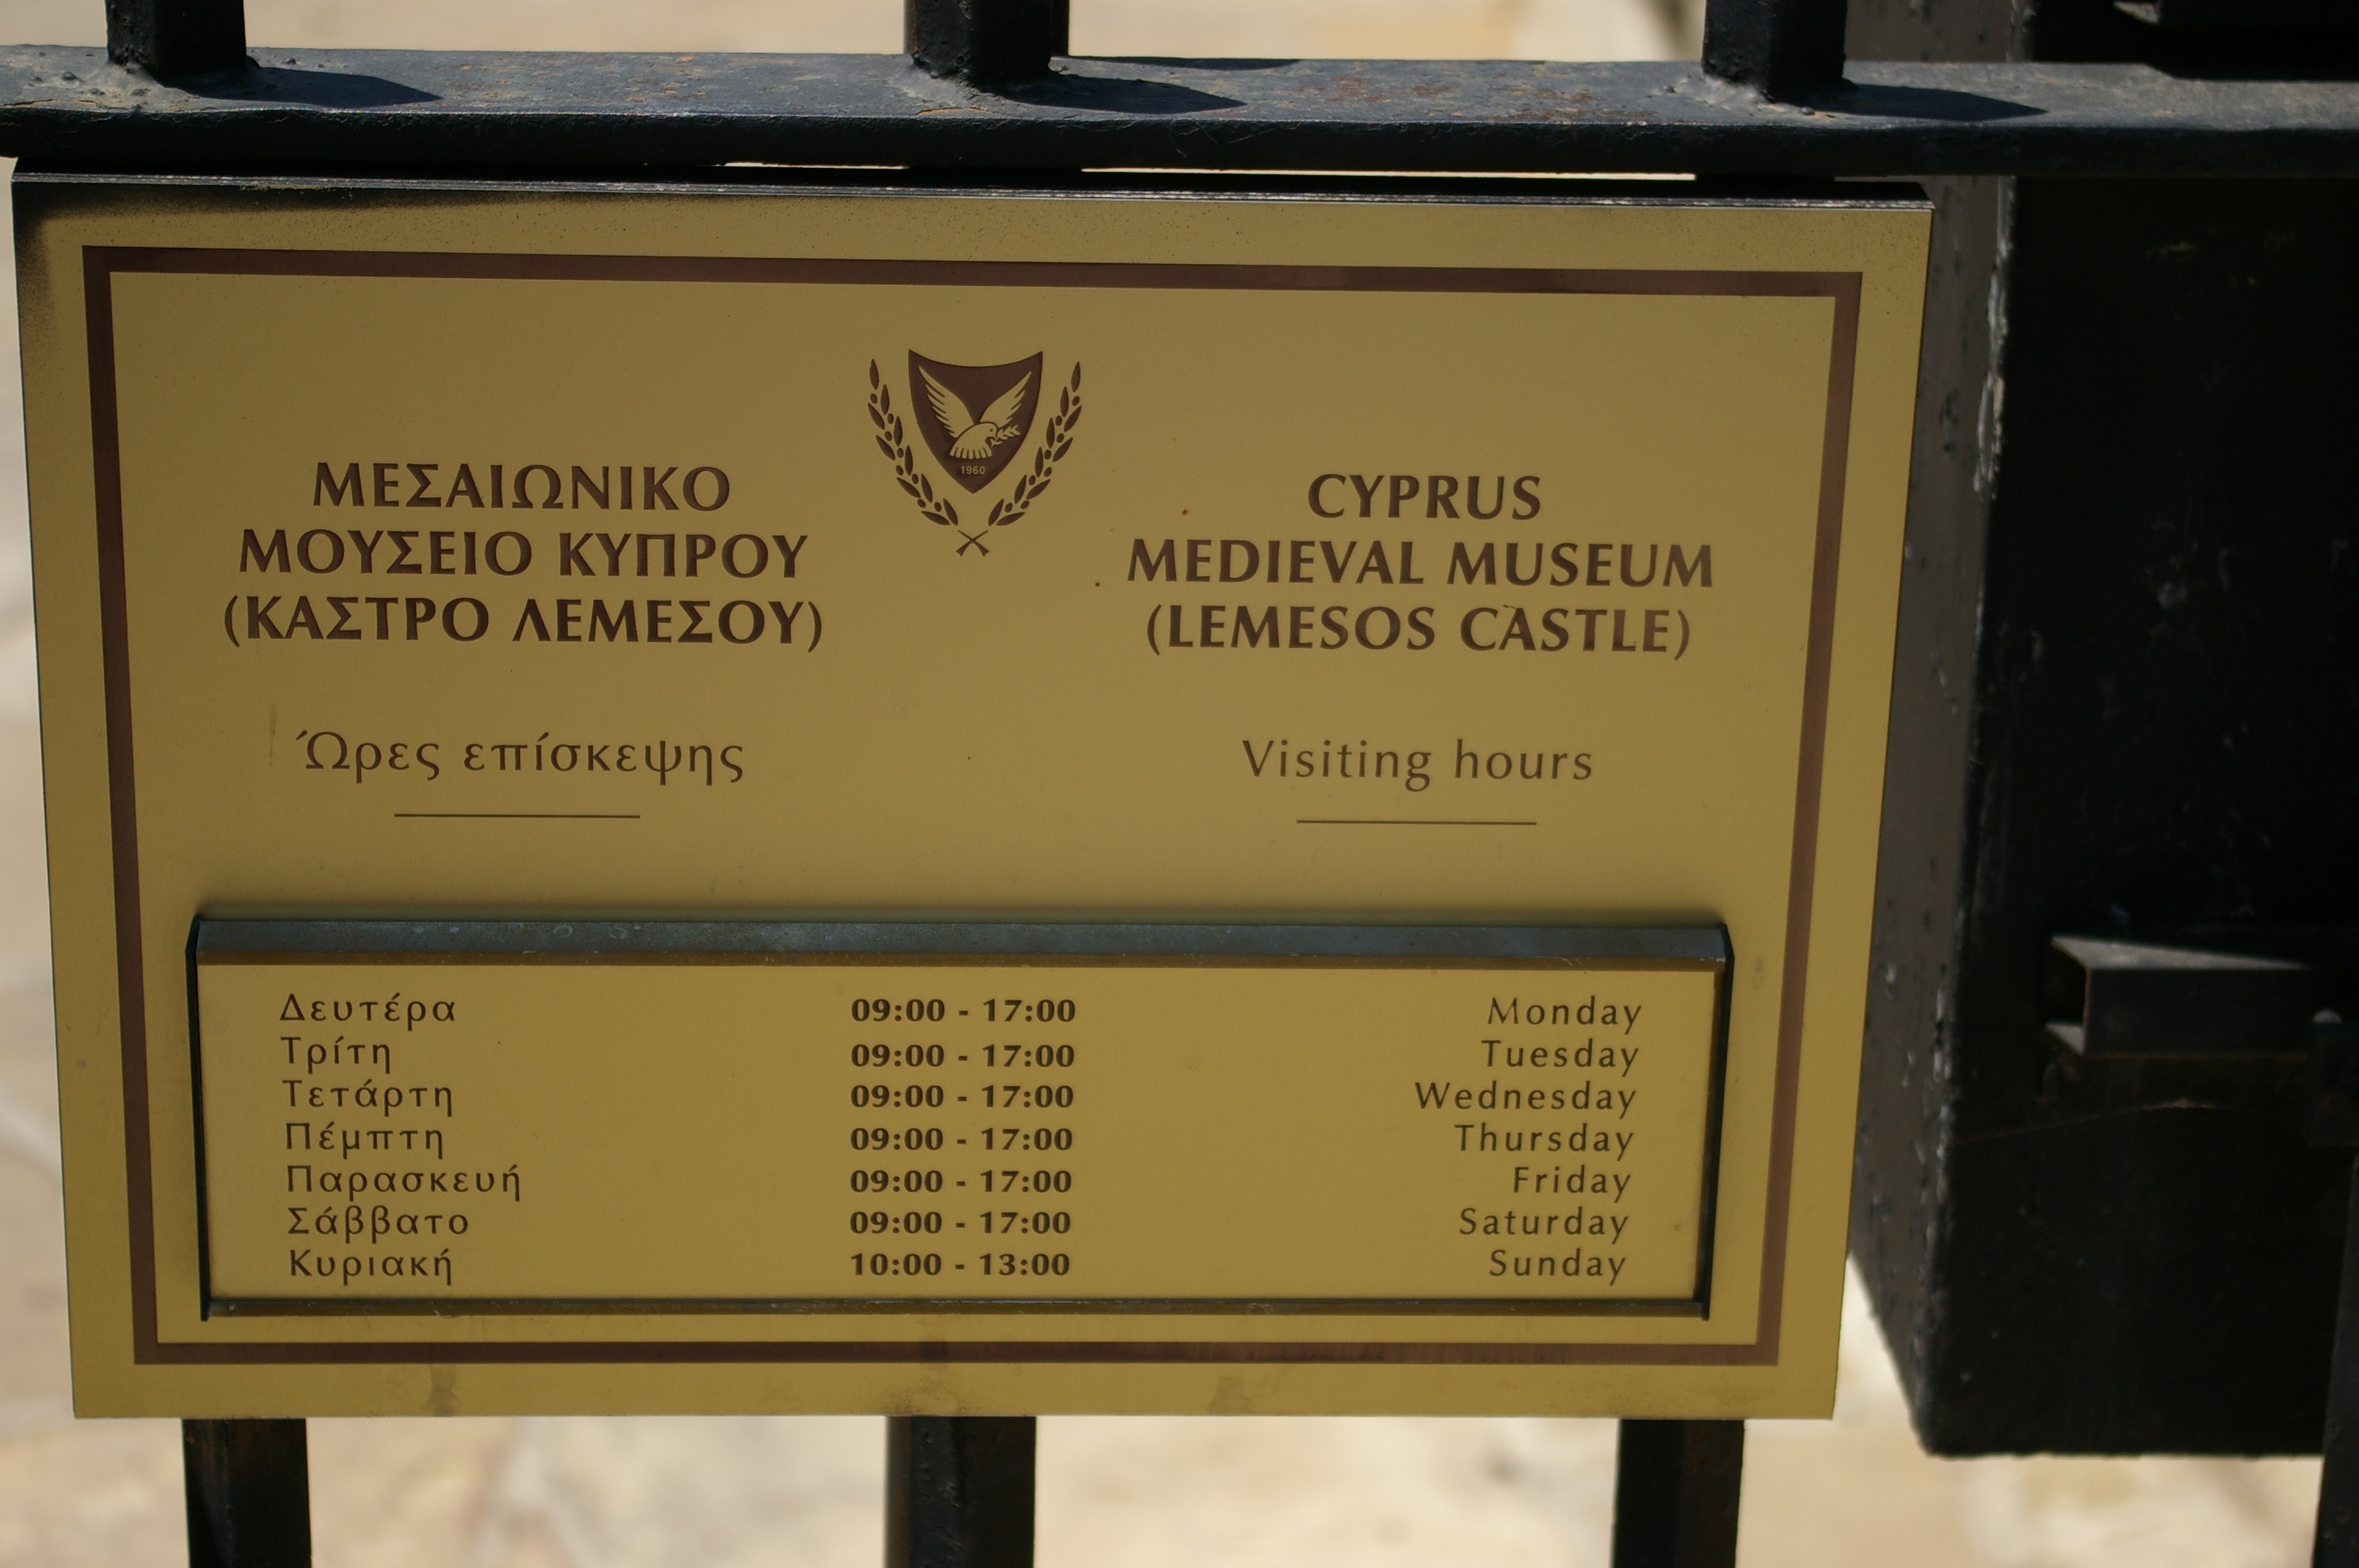 1960
ΜΕΣΑΙΩΝΙΚΟ
ΜΟΥΣΕΙΟ ΚΥΠΡΟΥ
(ΚΑΣΤΡΟ ΛΕΜΕΣΟΥ)
CYPRUS
MEDIEVAL MUSEUM
(LEMESOS CASTLE)
Ώρες επίσκεψης
Visiting hours
Δευτέρα 09:00 - 17:00 Monday
Τρίτη 09:00 - 17:00 Tuesday
Τετάρτη 09:00 - 17:00 Wednesday
Πέμπτη 09:00 - 17:00 Thursday
Παρασκευή 09:00 - 17:00 Friday
Σάββατο 09:00 - 17:00 Saturday
Κυριακή 10:00 - 13:00 Sunday